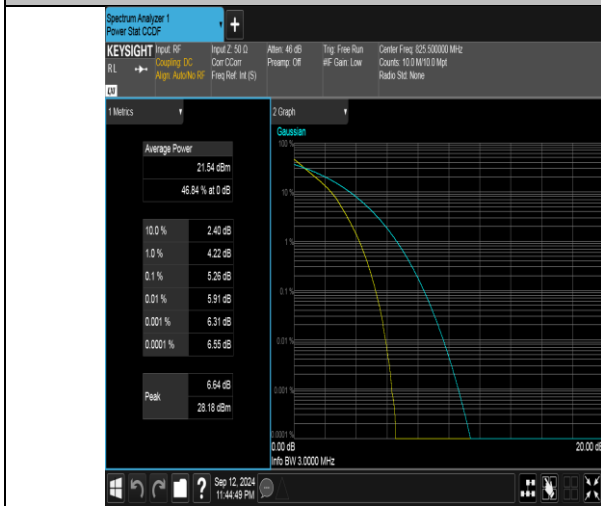 Spectrum Analyzer 1
Power Stat CCDF
+
KEYSIGHT
Input: RF
Input Z: 50 Ω
Atten: 46 dB
Trig: Free Run
Center Freq: 825.500000 MHz
RL
Coupling: DC
Corr CCorr
Preamp: Off
#IF Gain: Low
Counts: 10.0 M/10.0 Mpt
Align: Auto/No RF
Freq Ref: Int (S)
Radio Std: None
LXI
1 Metrics
2 Graph
Average Power
21.54 dBm
46.84 % at 0 dB
10.0 % 2.40 dB
1.0 % 4.22 dB
0.1 % 5.26 dB
0.01 % 5.91 dB
0.001 % 6.31 dB
0.0001 % 6.55 dB
Peak
6.64 dB
28.18 dBm
Gaussian
100 %
10 %
1 %
0.1 %
0.01 %
0.001 %
0.0001 %
0.00 dB
20.00 dB
Info BW 3.0000 MHz
?
Sep 12, 2024
11:44:49 PM